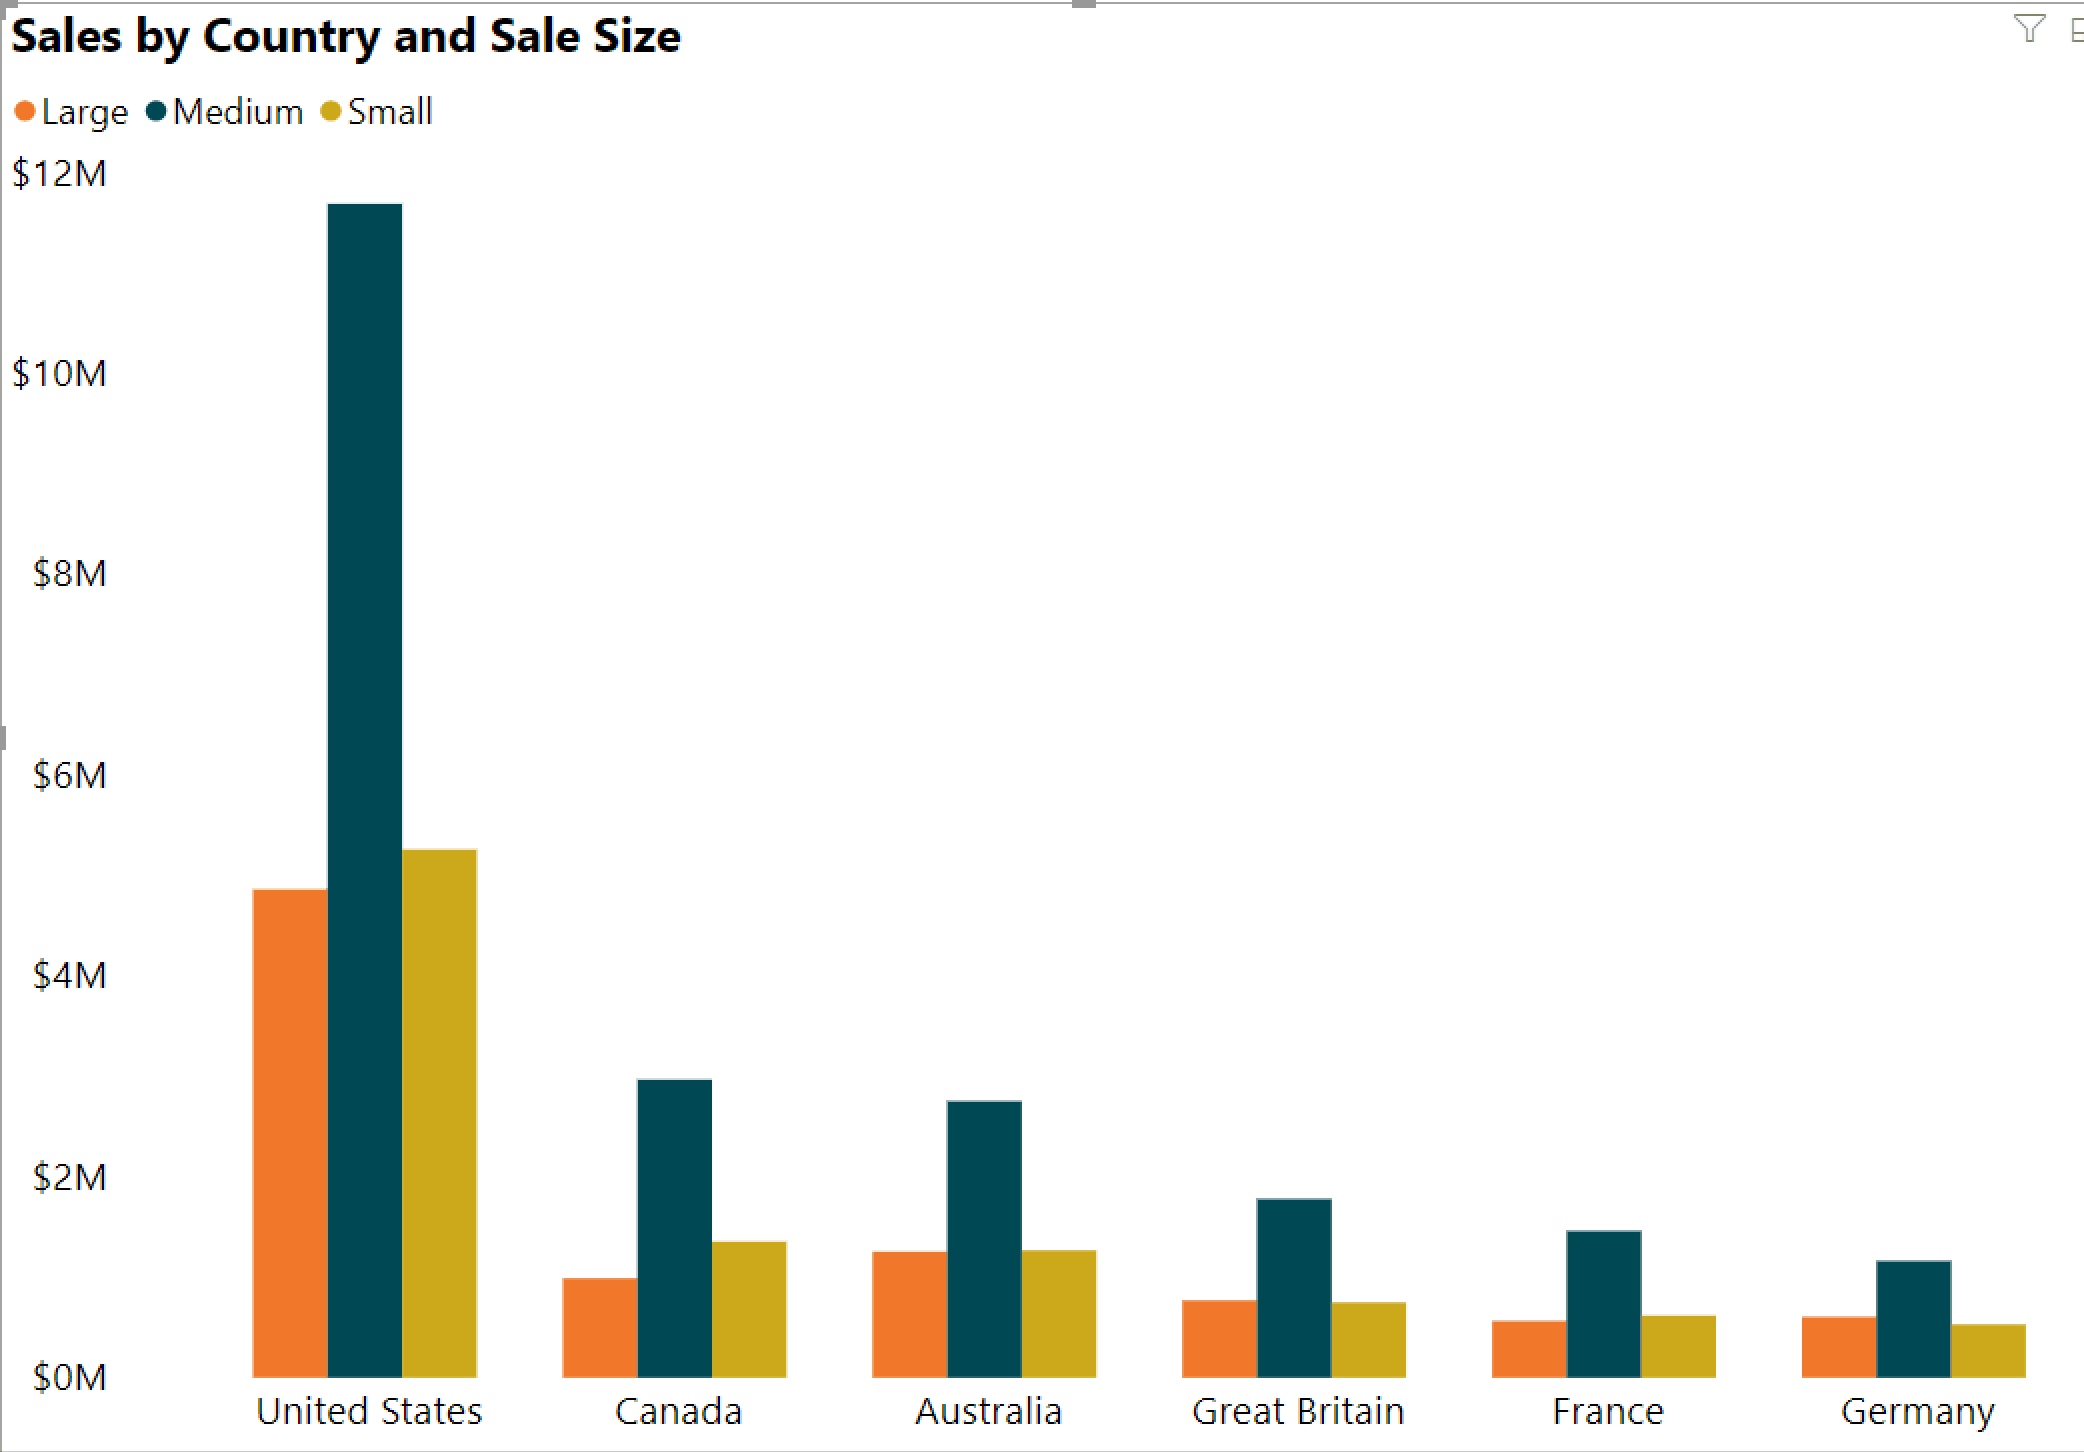 Sales by Country and Sale Size
Large Medium Small
$12M
$10M
$8M
$6M
$4M
$2M
$0M
United States Canada Australia Great Britain France Germany